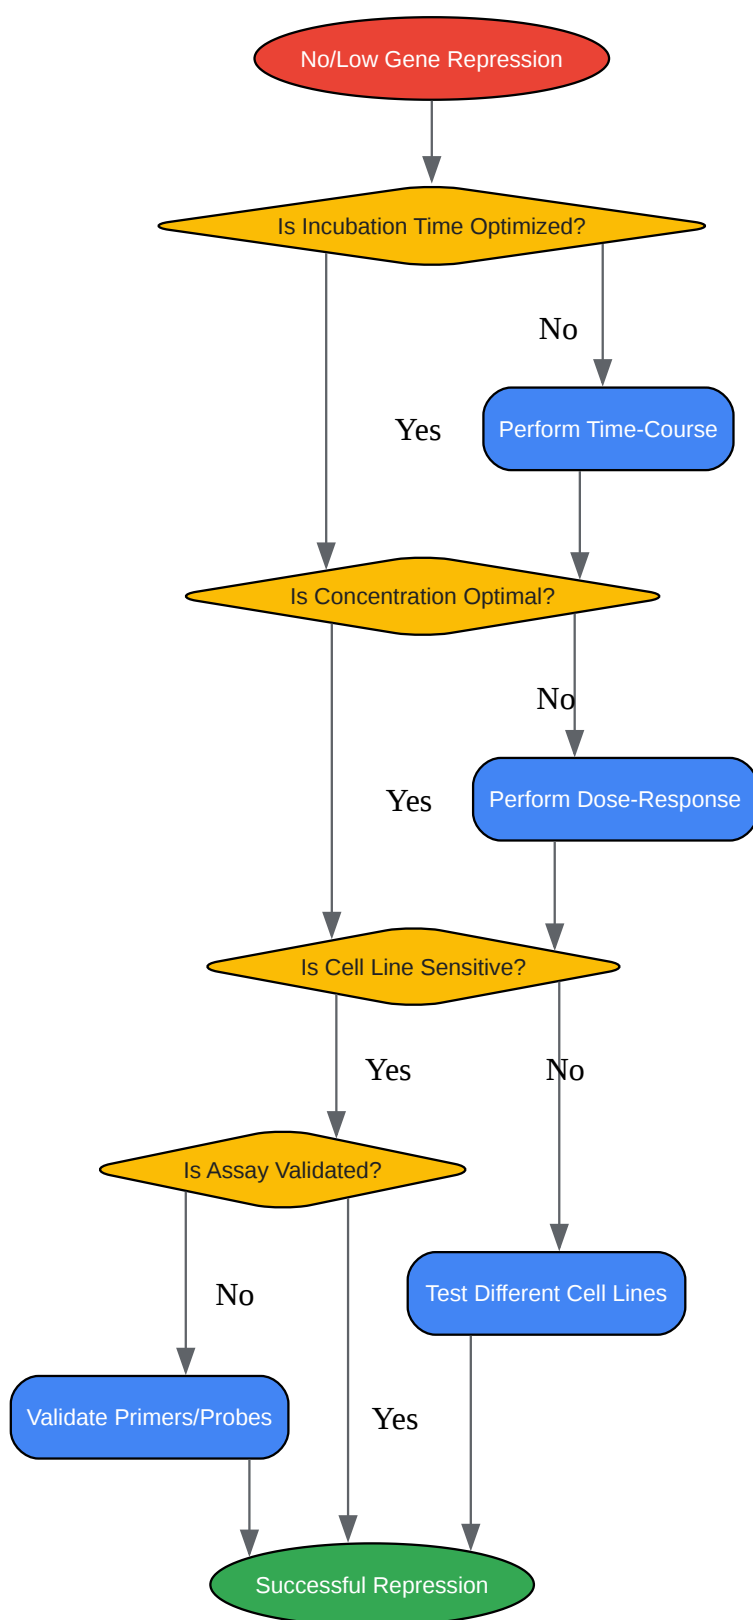 No/Low Gene Repression
Is Incubation Time Optimized?
No
Yes
Perform Time-Course
Is Concentration Optimal?
No
Yes
Perform Dose-Response
Is Cell Line Sensitive?
Yes
No
Is Assay Validated?
No
Test Different Cell Lines
Validate Primers/Probes
Yes
Successful Repression